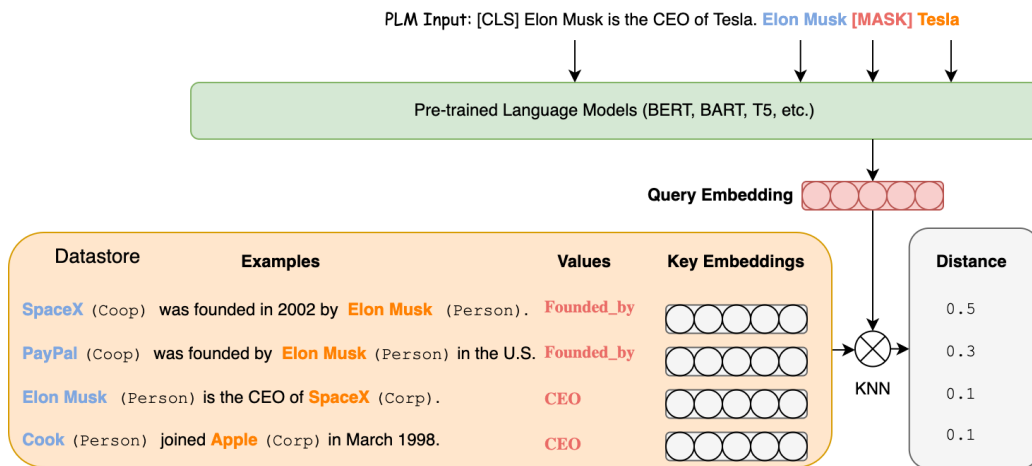 PLM Input: [CLS] Elon Musk is the CEO of Tesla. Elon Musk [MASK] Tesla
Pre-trained Language Models (BERT, BART, T5, etc.)
Query Embedding
Datastore
Examples Values Key Embeddings Distance
SpaceX (Coop) was founded in 2002 by Elon Musk (Person). Founded_by 0.5
PayPal (Coop) was founded by Elon Musk (Person) in the U.S. Founded_by 0.3
KNN
Elon Musk (Person) is the CEO of SpaceX (Corp). CEO 0.1
Cook (Person) joined Apple (Corp) in March 1998. CEO 0.1